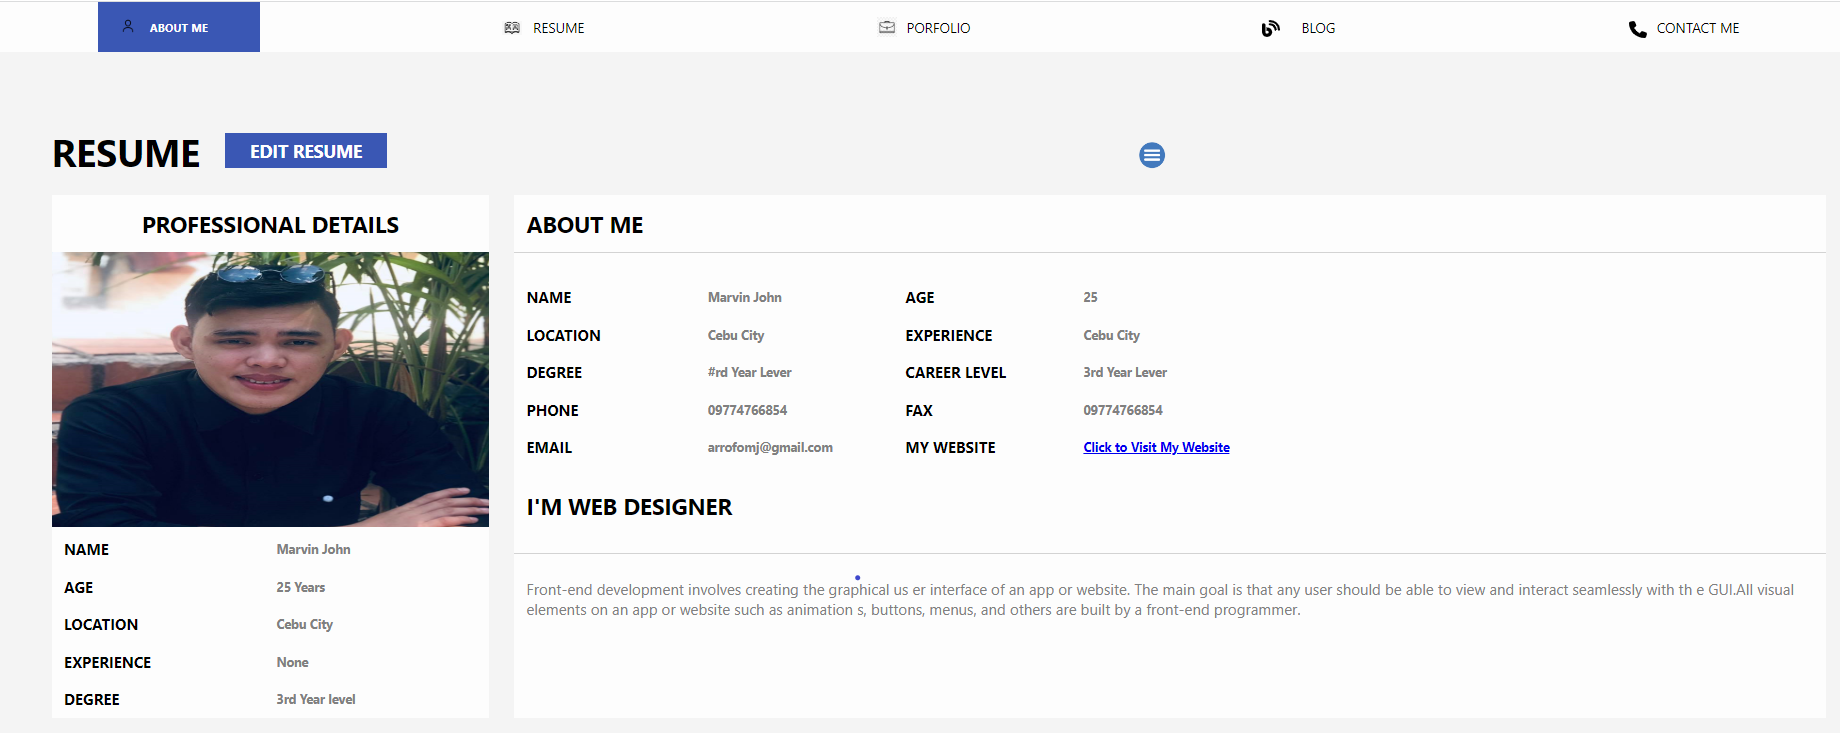 ABOUT ME
RESUME
PORFOLIO
BLOG
CONTACT ME
RESUME
EDIT RESUME
PROFESSIONAL DETAILS
NAME Marvin John
AGE 25 Years
LOCATION Cebu City
EXPERIENCE None
DEGREE 3rd Year level
ABOUT ME
NAME Marvin John AGE 25
LOCATION Cebu City EXPERIENCE Cebu City
DEGREE #rd Year Lever CAREER LEVEL 3rd Year Lever
PHONE 09774766854 FAX 09774766854
EMAIL arrofomj@gmail.com MY WEBSITE Click to Visit My Website
I'M WEB DESIGNER
Front-end development involves creating the graphical us er interface of an app or website. The main goal is that any user should be able to view and interact seamlessly with th e GUI.All visual
elements on an app or website such as animation s, buttons, menus, and others are built by a front-end programmer.